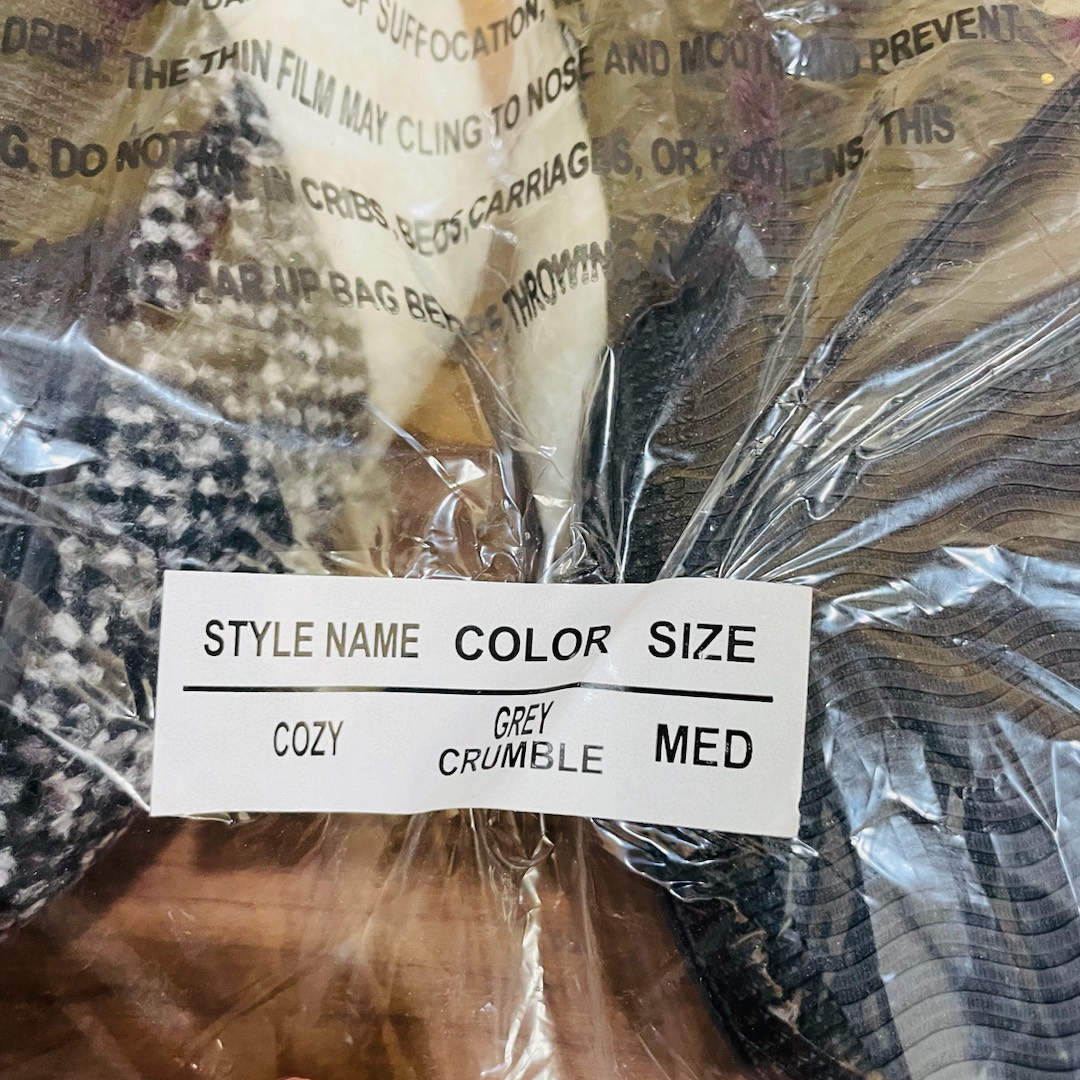 OF SUFFOCATION,
DREN. THE THIN FILM MAY CLING TO NOSE AND MOUTH AND PREVENT
G. DO NOT USE IN CRIBS, BEDS, CARRIAGES, OR PLAYPENS. THIS
TEAR UP BAG BEFORE THROWING
STYLE NAME COLOR SIZE
COZY GREY CRUMBLE MED